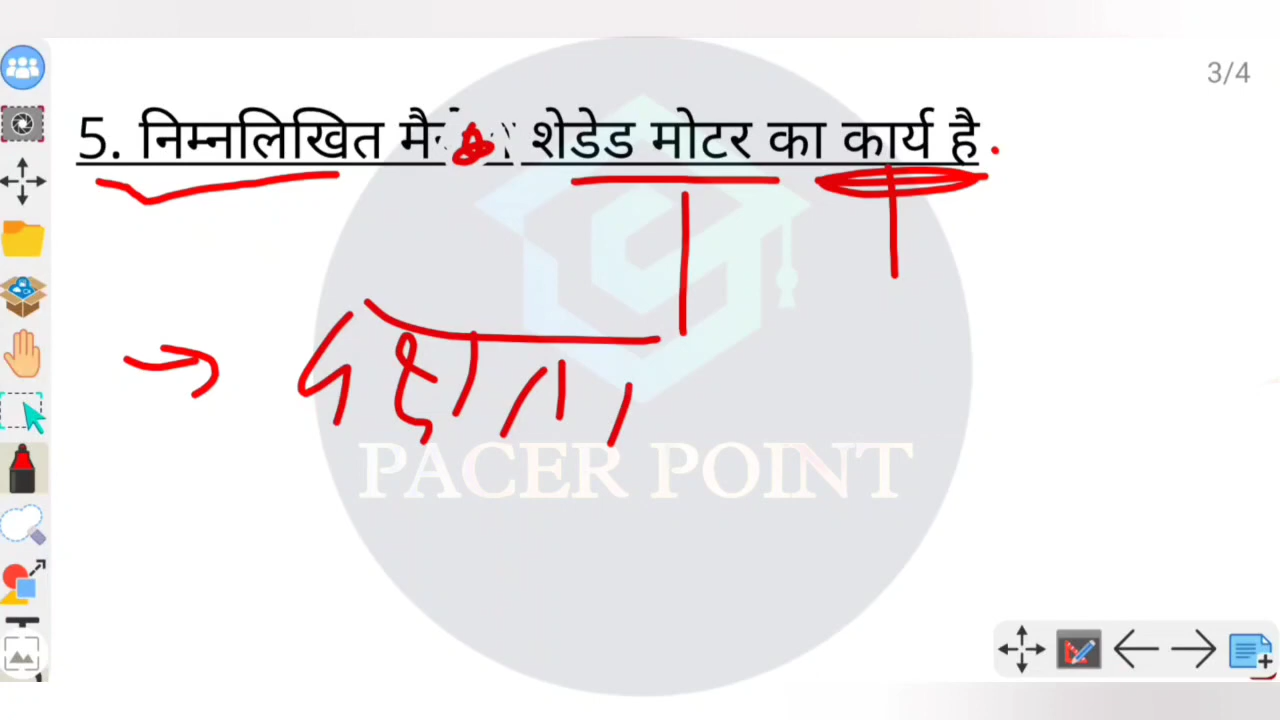 3/4
5. निम्नलिखित शेडेड मोटर का कार्य है
PACER POINT